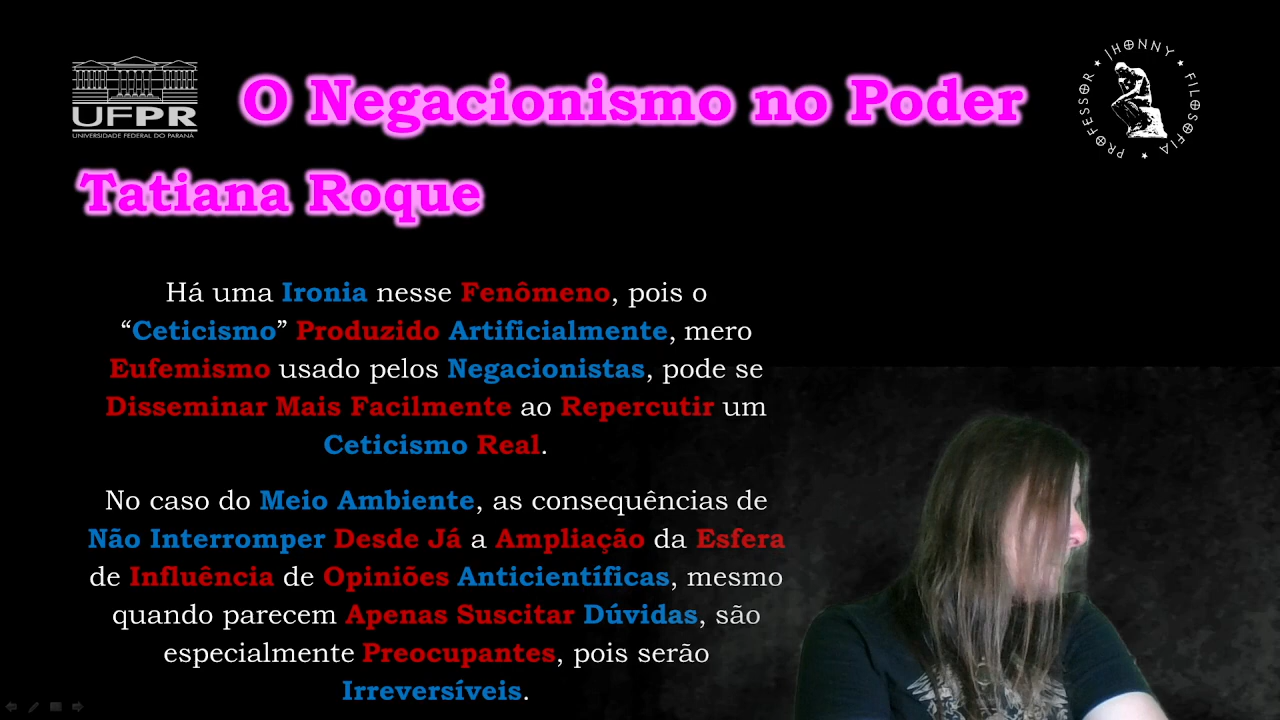 UFPR
UNIVERSIDADE FEDERAL DO PARANÁ
O Negacionismo no Poder
PROFESSOR ★ JHONNY ★ FILOSOFIA ★
Tatiana Roque
Há uma Ironia nesse Fenômeno, pois o
“Ceticismo” Produzido Artificialmente, mero
Eufemismo usado pelos Negacionistas, pode se
Disseminar Mais Facilmente ao Repercutir um
Ceticismo Real.
No caso do Meio Ambiente, as consequências de
Não Interromper Desde Já a Ampliação da Esfera
de Influência de Opiniões Anticientíficas, mesmo
quando parecem Apenas Suscitar Dúvidas, são
especialmente Preocupantes, pois serão
Irreversíveis.